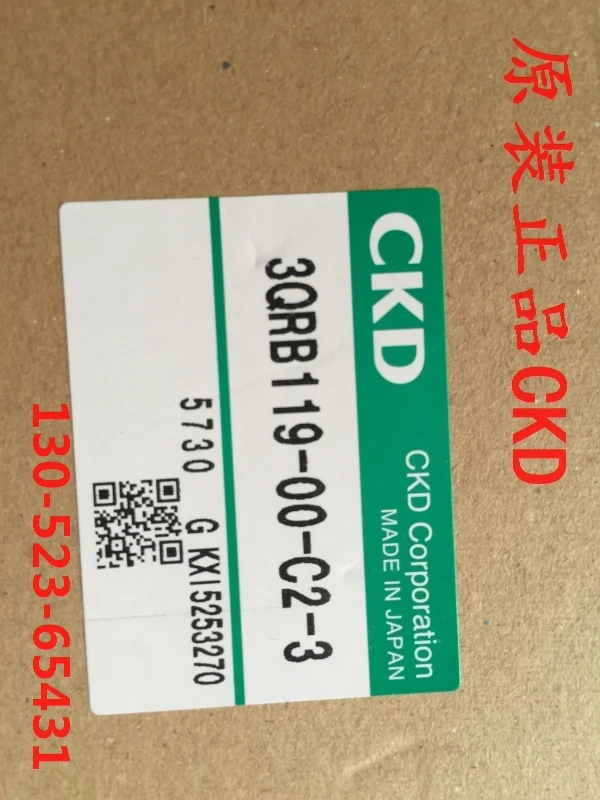 原装正品CKD
CKD
CKD Corporation
MADE IN JAPAN
3QRB119-00-C2-3
5730 G KXI5253270
130-523-65431